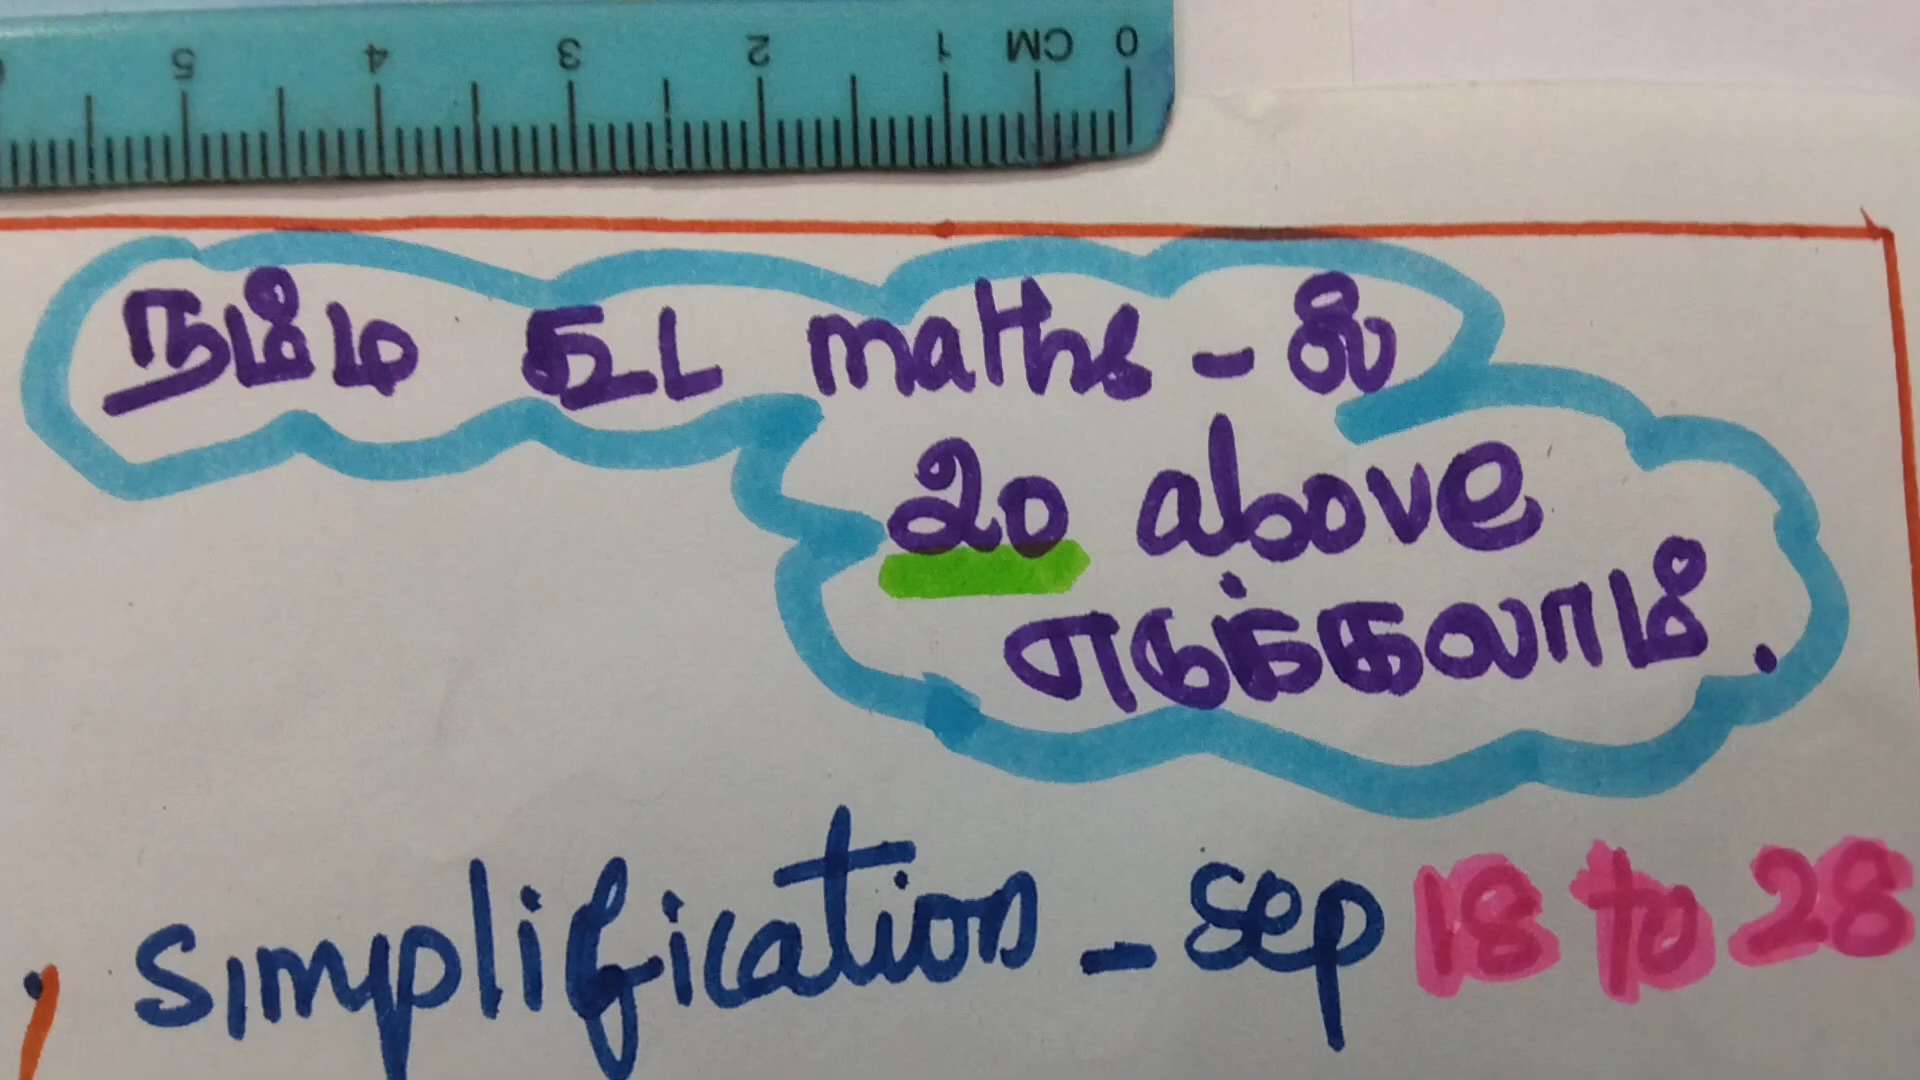 0 CM 1 2 3 4 5
நம்ம கூட maths - ல்
20 above
எடுக்கலாம்.
simplification - sep 18 to 28